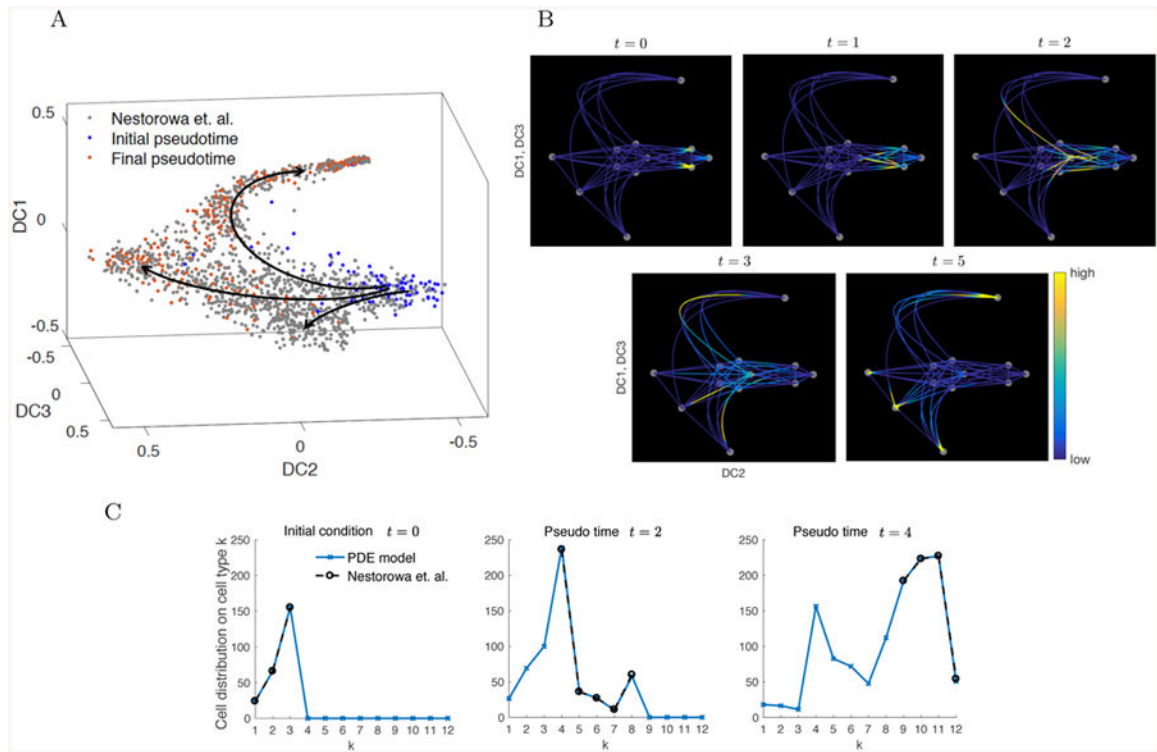 A
0.5
0
-0.5
DC1
Nestorowa et. al.
Initial pseudotime
Final pseudotime
-0.5
0
0.5
DC3
0.5
0
-0.5
DC2
B
t = 0
t = 1
t = 2
DC1, DC3
t = 3
t = 5
DC1, DC3
DC2
high
low
C
Initial condition t = 0
Cell distribution on cell type k
250
200
150
100
50
0
PDE model
Nestorowa et. al.
1 2 3 4 5 6 7 8 9 10 11 12
k
Pseudo time t = 2
250
200
150
100
50
0
1 2 3 4 5 6 7 8 9 10 11 12
k
Pseudo time t = 4
250
200
150
100
50
0
1 2 3 4 5 6 7 8 9 10 11 12
k